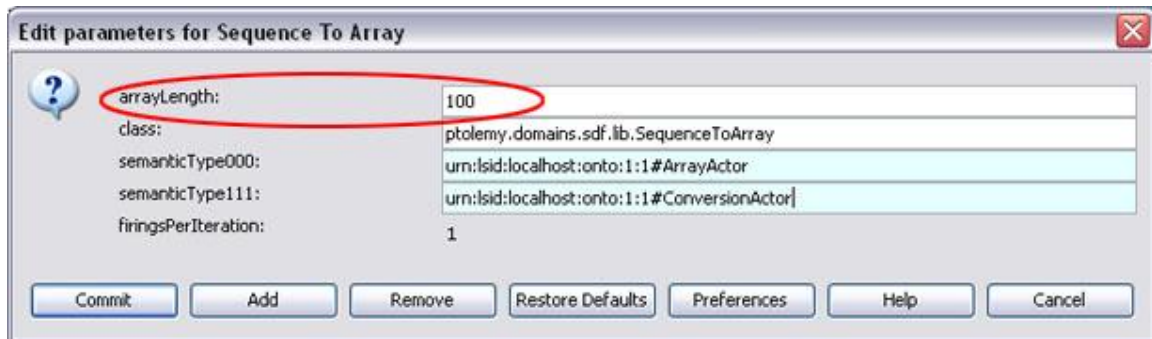 Edit parameters for Sequence To Array
?
arrayLength: 100
class: ptolemy.domains.sdf.lib.SequenceToArray
semanticType000: urn:lsid:localhost:onto:1:1#ArrayActor
semanticType111: urn:lsid:localhost:onto:1:1#ConversionActor
firingsPerIteration: 1
Commit Add Remove Restore Defaults Preferences Help Cancel